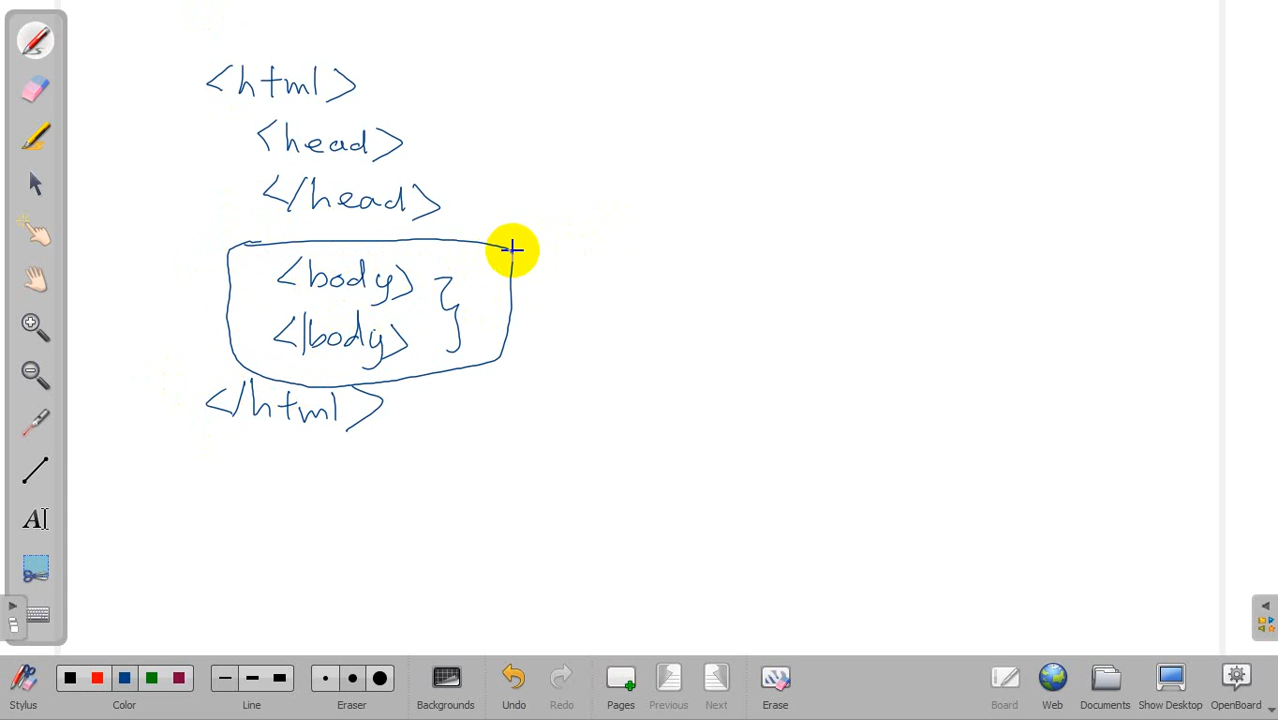 <html>
<head>
</head>
<body>
</body>
</html>
AI
Stylus
Color
Line
Eraser
Backgrounds
Undo
Redo
Pages
Previous
Next
Erase
Board
Web
Documents
Show Desktop
OpenBoard